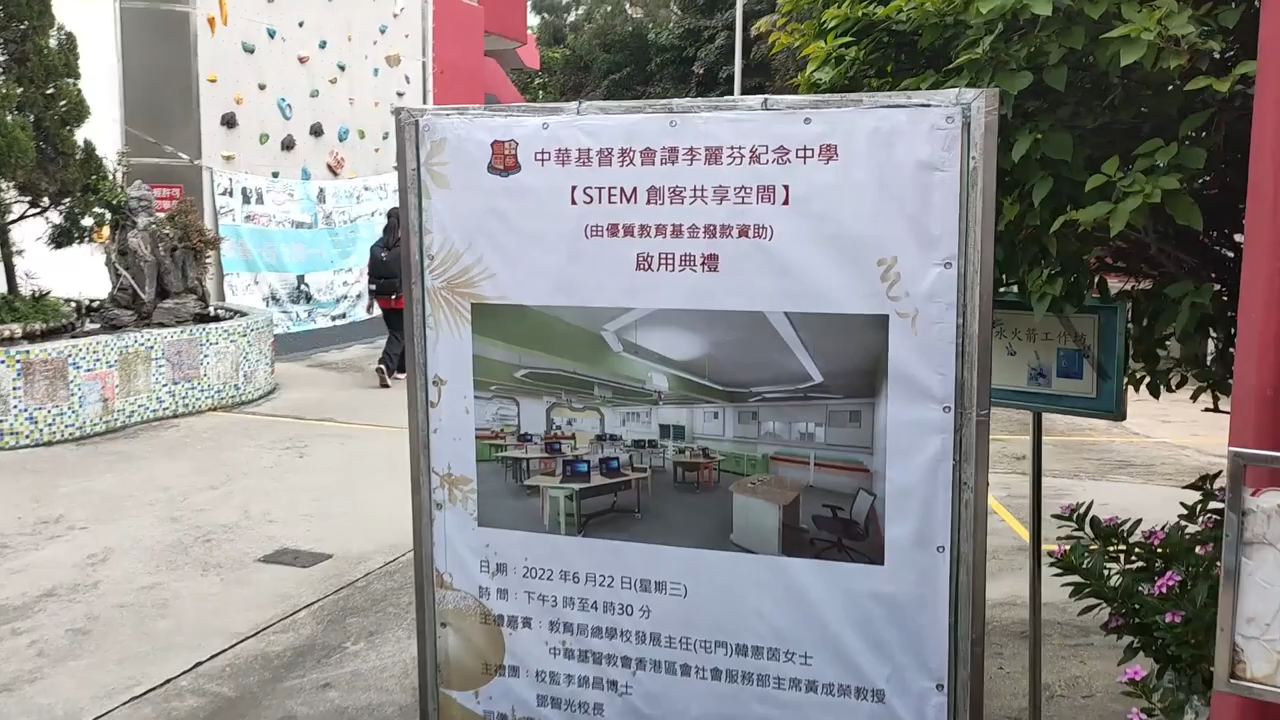 中華基督教會譚李麗芬紀念中學
【STEM 創客共享空間】
(由優質教育基金撥款資助)
啟用典禮
日期：2022 年6 月22 日(星期三)
時間：下午3 時至4 時30 分
主禮嘉賓：教育局總學校發展主任(屯門)韓憲茵女士
中華基督教會香港區會社會服務部主席黃成榮教授
主禮團：校監李錦昌博士
鄧智光校長
水火箭工作坊